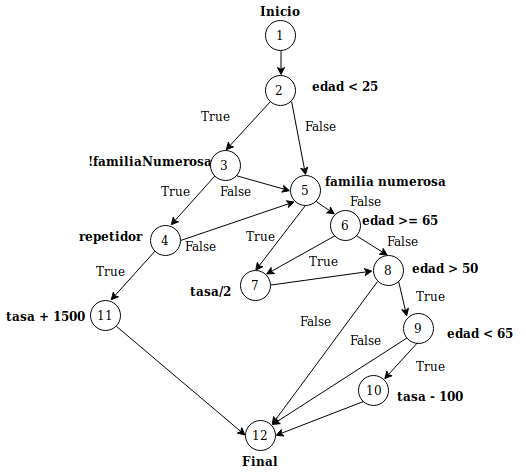 Inicio
1
2
edad < 25
True
False
!familiaNumerosa
3
5
familia numerosa
True
False
False
6
edad >= 65
repetidor
4
False
True
False
True
True
8
edad > 50
7
tasa/2
True
tasa + 1500
11
False
9
edad < 65
False
True
10
tasa - 100
12
Final